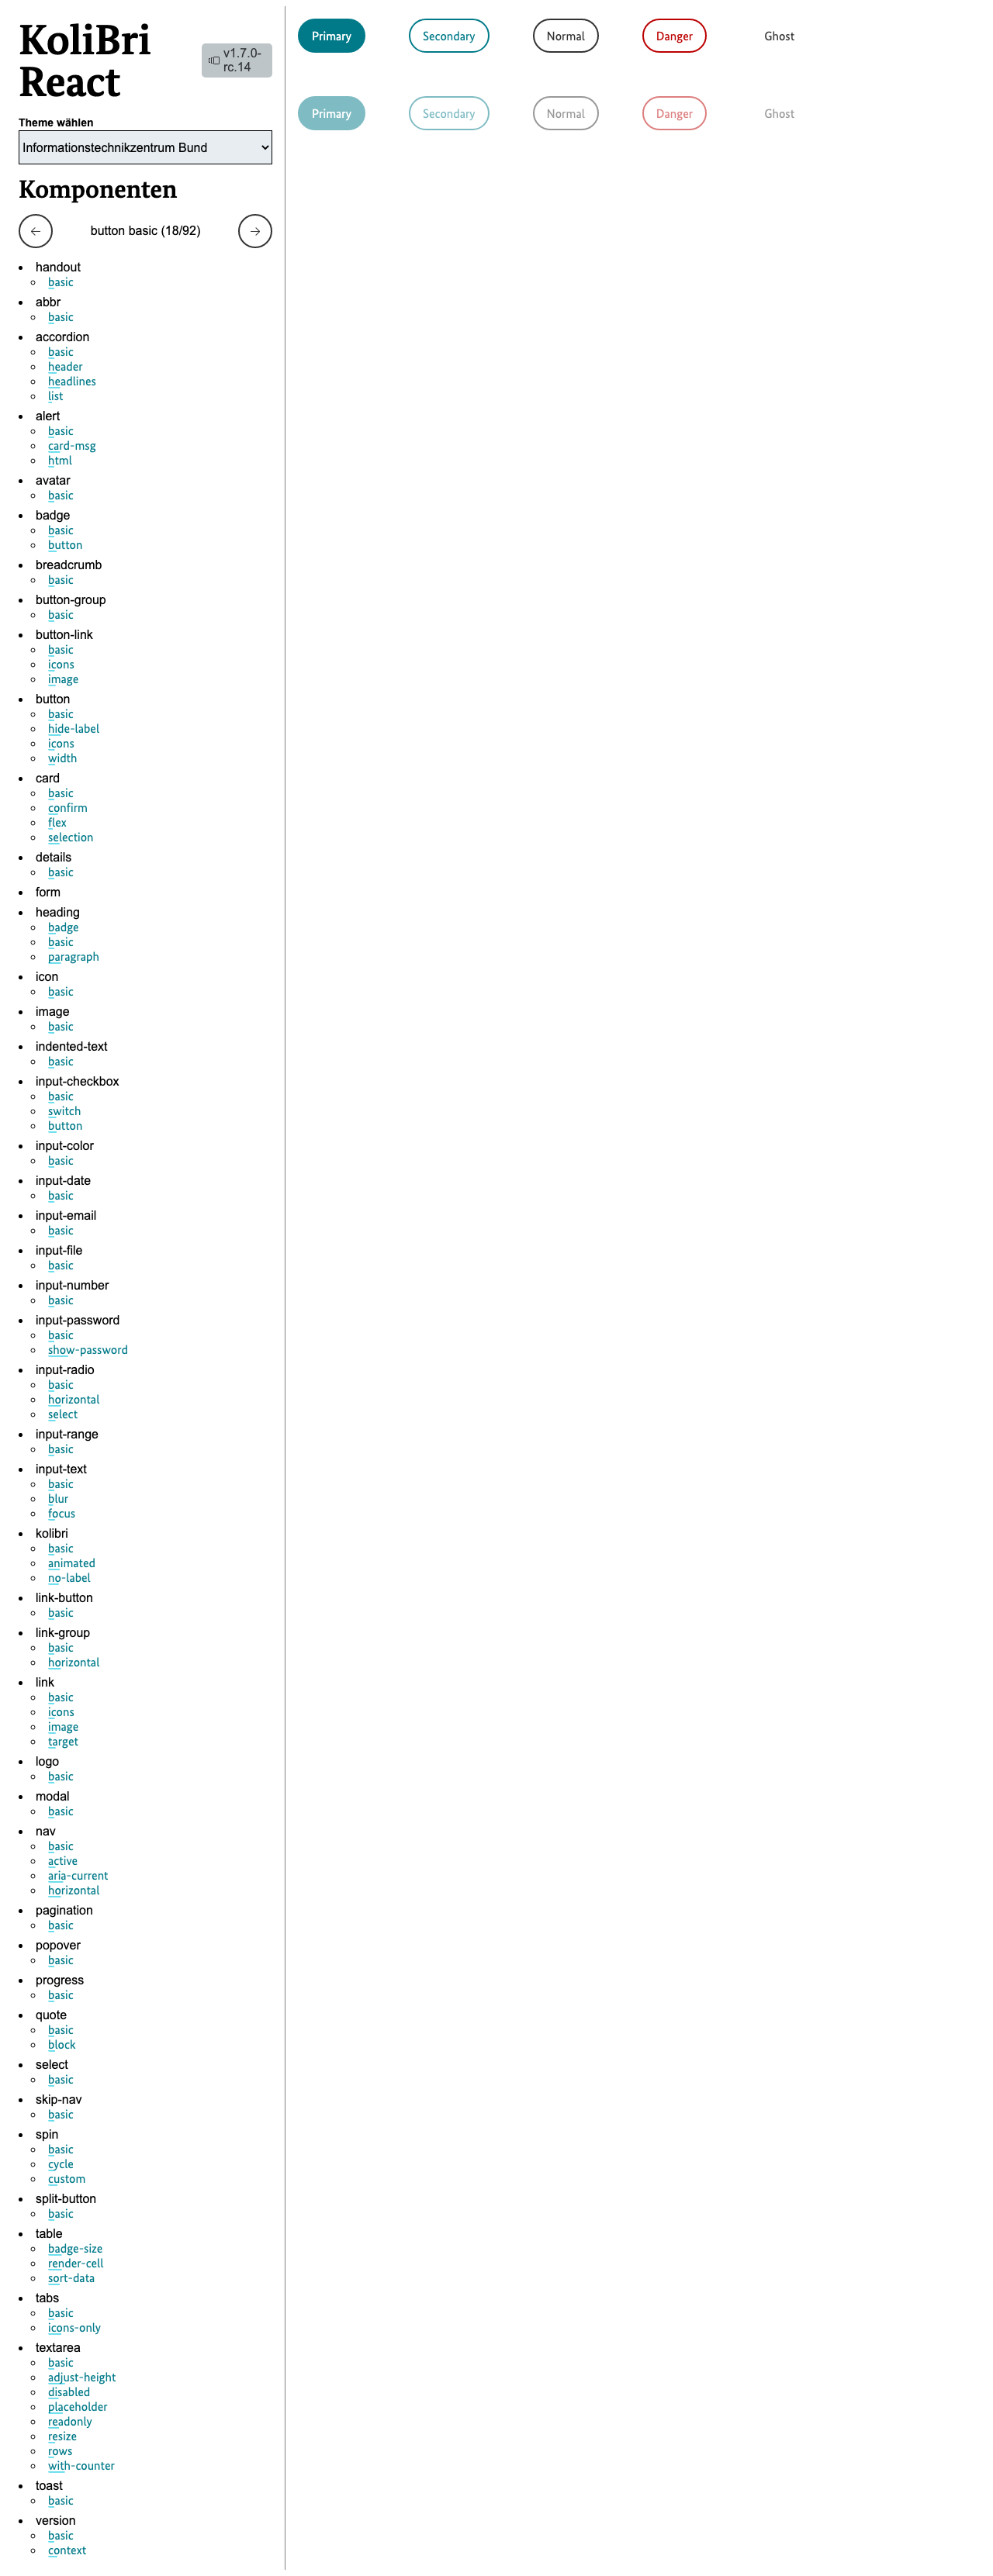 KoliBri
React
v1.7.0-
rc.14
Theme wählen
Informationstechnikzentrum Bund
Komponenten
button basic (18/92)
handout
basic
abbr
basic
accordion
basic
header
headlines
list
alert
basic
card-msg
html
avatar
basic
badge
basic
button
breadcrumb
basic
button-group
basic
button-link
basic
icons
image
button
basic
hide-label
icons
width
card
basic
confirm
flex
selection
details
basic
form
heading
badge
basic
paragraph
icon
basic
image
basic
indented-text
basic
input-checkbox
basic
switch
button
input-color
basic
input-date
basic
input-email
basic
input-file
basic
input-number
basic
input-password
basic
show-password
input-radio
basic
horizontal
select
input-range
basic
input-text
basic
blur
focus
kolibri
basic
animated
no-label
link-button
basic
link-group
basic
horizontal
link
basic
icons
image
target
logo
basic
modal
basic
nav
basic
active
aria-current
horizontal
pagination
basic
popover
basic
progress
basic
quote
basic
block
select
basic
skip-nav
basic
spin
basic
cycle
custom
split-button
basic
table
badge-size
render-cell
sort-data
tabs
basic
icons-only
textarea
basic
adjust-height
disabled
placeholder
readonly
resize
rows
with-counter
toast
basic
version
basic
context
Primary Secondary Normal Danger Ghost
Primary Secondary Normal Danger Ghost